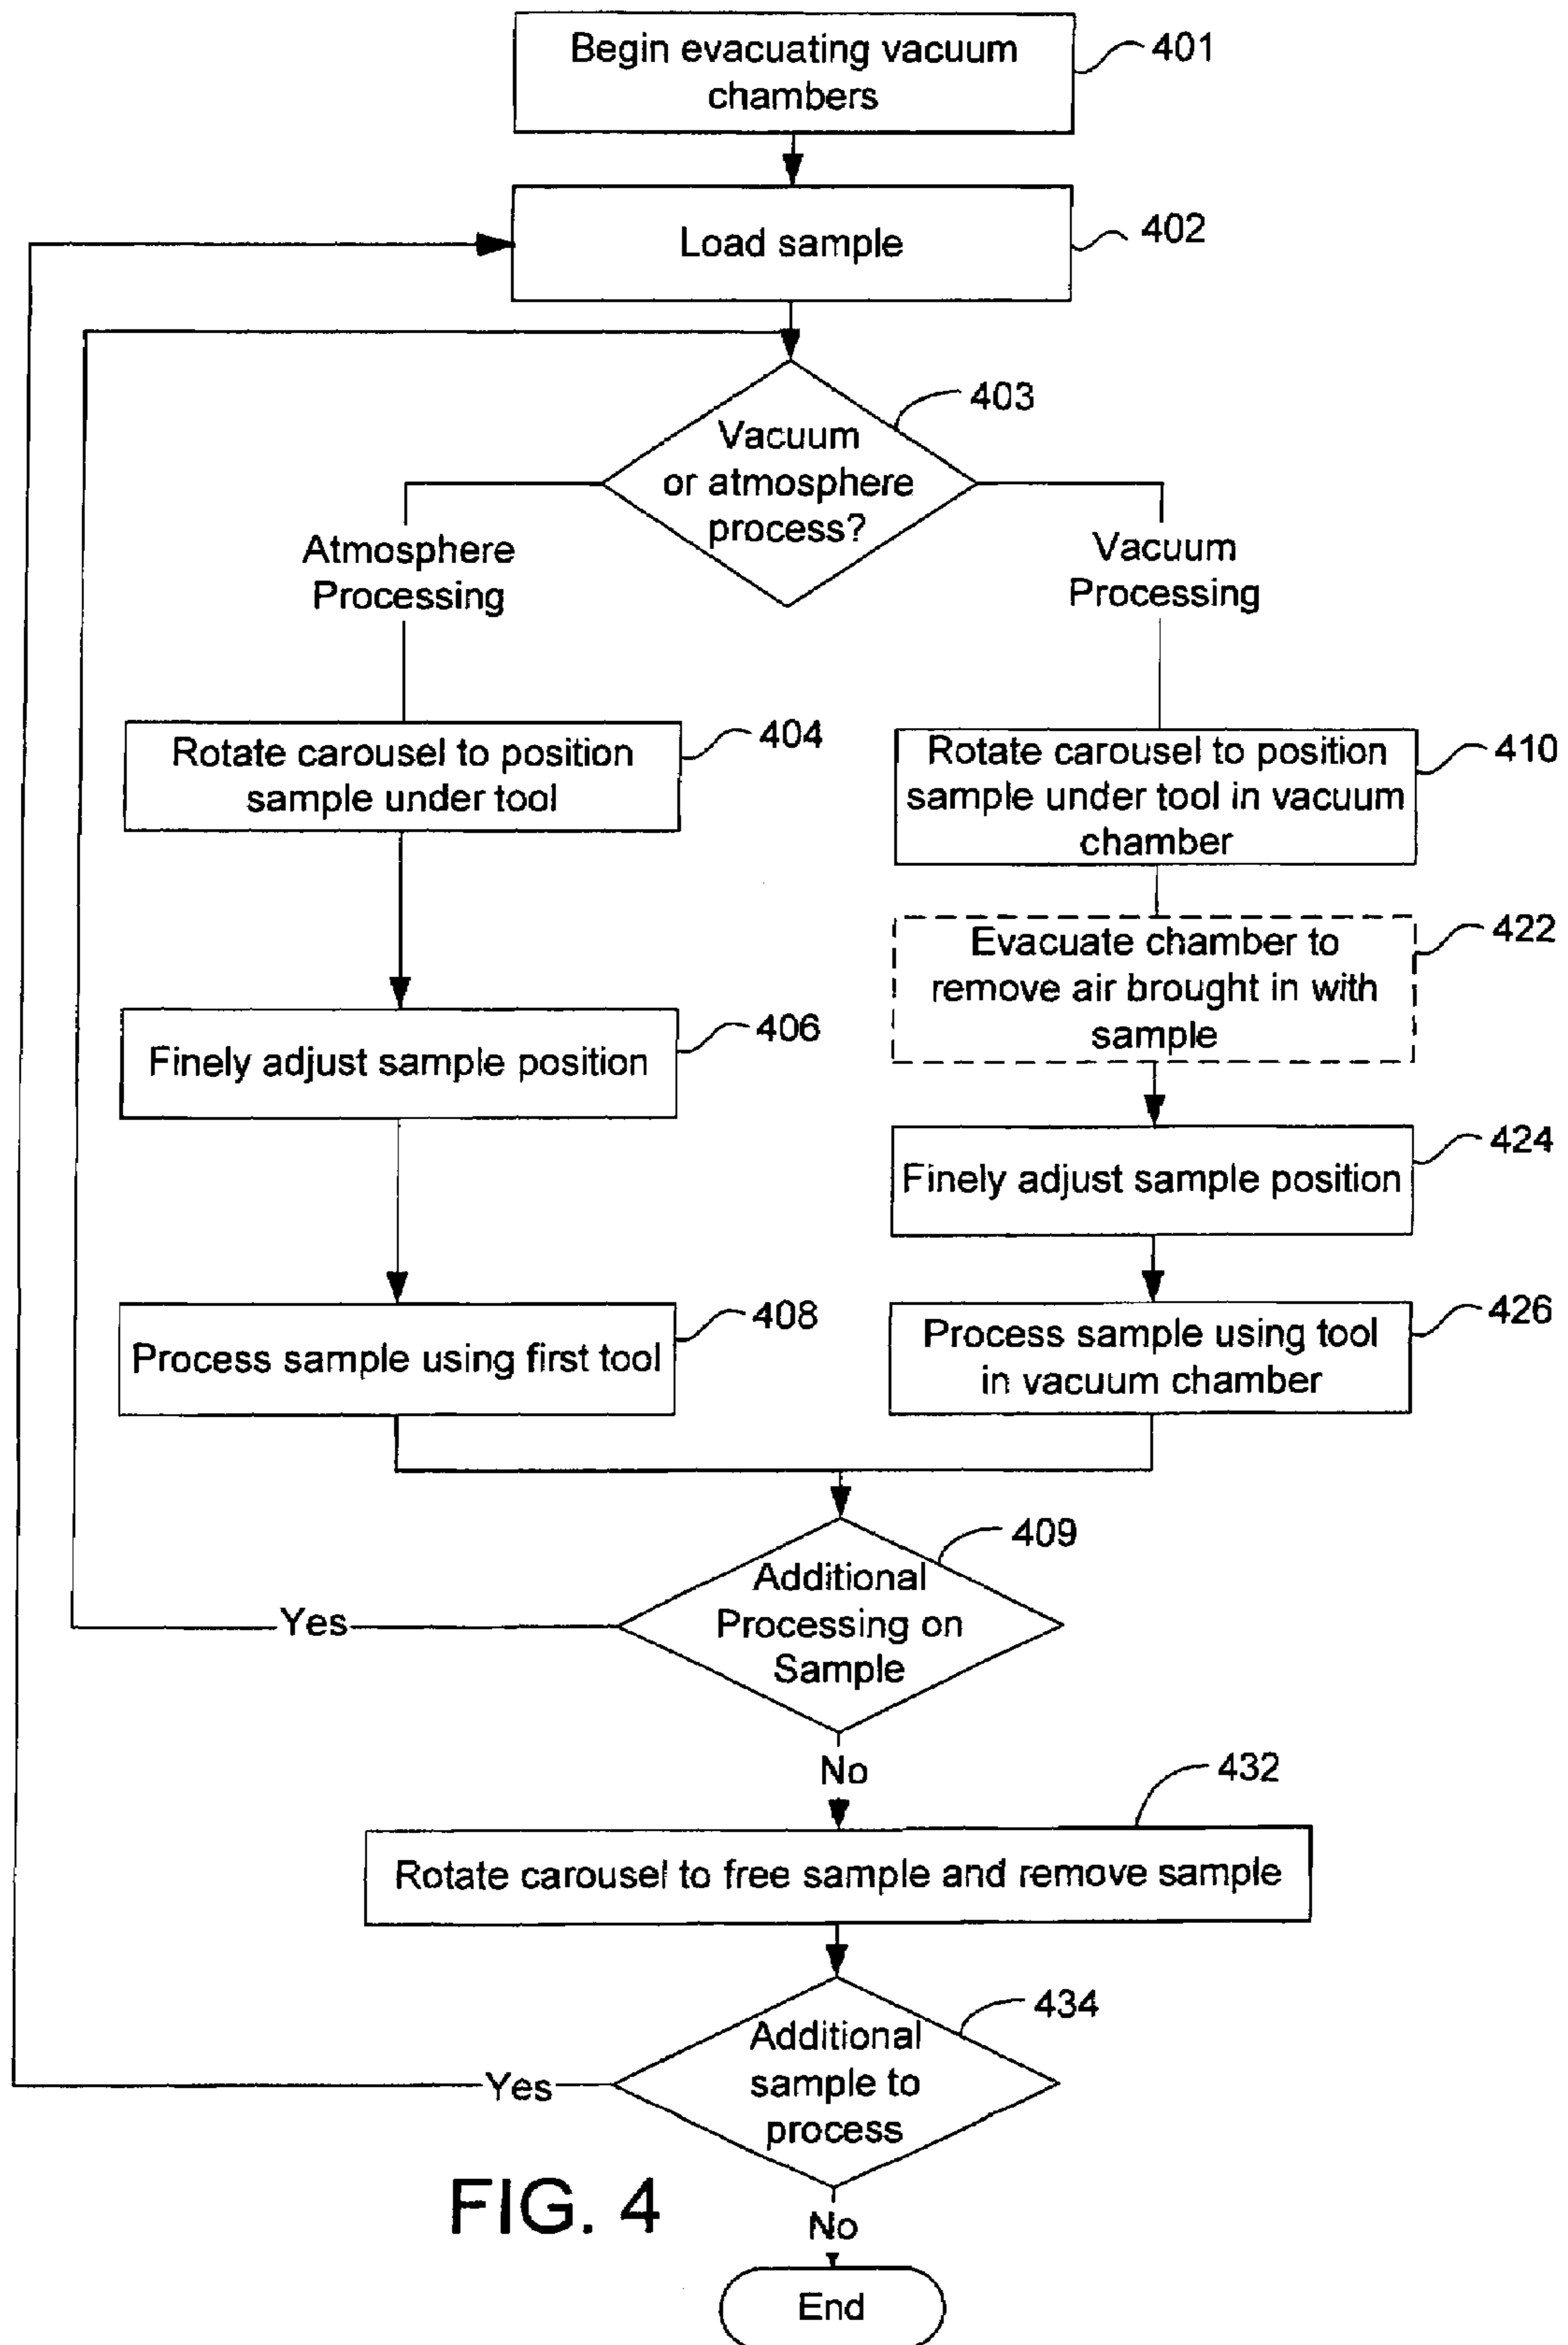 Begin evacuating vacuum
chambers
401
Load sample
402
403
Vacuum
or atmosphere
process?
Atmosphere
Processing
Vacuum
Processing
Rotate carousel to position
sample under tool
404
Rotate carousel to position
sample under tool in vacuum
chamber
410
Evacuate chamber to
remove air brought in with
sample
422
Finely adjust sample position
406
Finely adjust sample position
424
Process sample using first tool
408
Process sample using tool
in vacuum chamber
426
409
Additional
Processing on
Sample
Yes
No
432
Rotate carousel to free sample and remove sample
434
Additional
sample to
process
Yes
FIG. 4
No
End